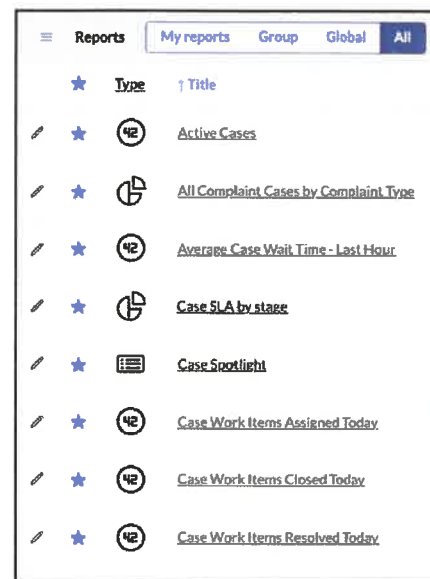 Reports My reports Group Global All
Type ↑ Title
42 Active Cases
All Complaint Cases by Complaint Type
42 Average Case Wait Time - Last Hour
Case SLA by stage
Case Spotlight
42 Case Work Items Assigned Today
42 Case Work Items Closed Today
42 Case Work Items Resolved Today